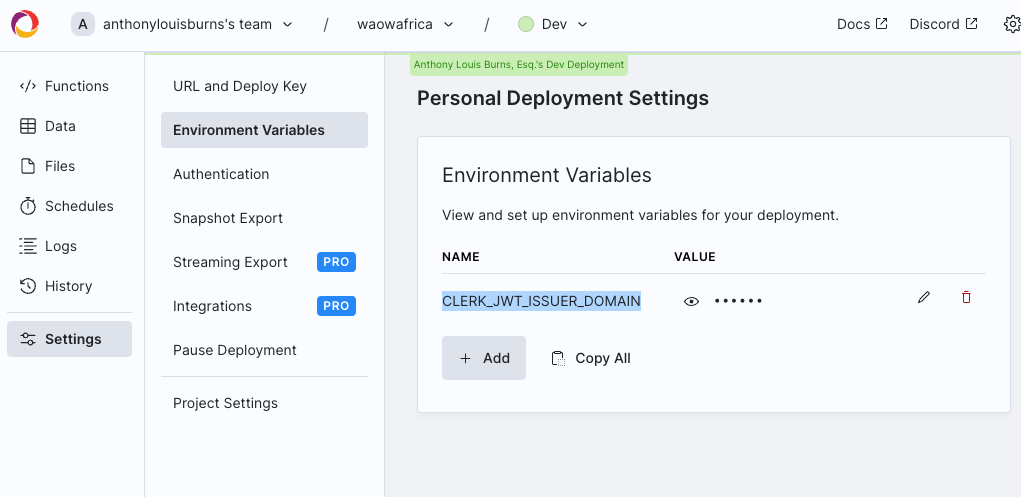 A anthonylouisburns's team / waowafrica / Dev Docs Discord
Anthony Louis Burns, Esq.'s Dev Deployment
Functions
Data
Files
Schedules
Logs
History
Settings
URL and Deploy Key
Environment Variables
Authentication
Snapshot Export
Streaming Export PRO
Integrations PRO
Pause Deployment
Project Settings
Personal Deployment Settings
Environment Variables
View and set up environment variables for your deployment.
NAME VALUE
CLERK_JWT_ISSUER_DOMAIN ••••••
+ Add Copy All